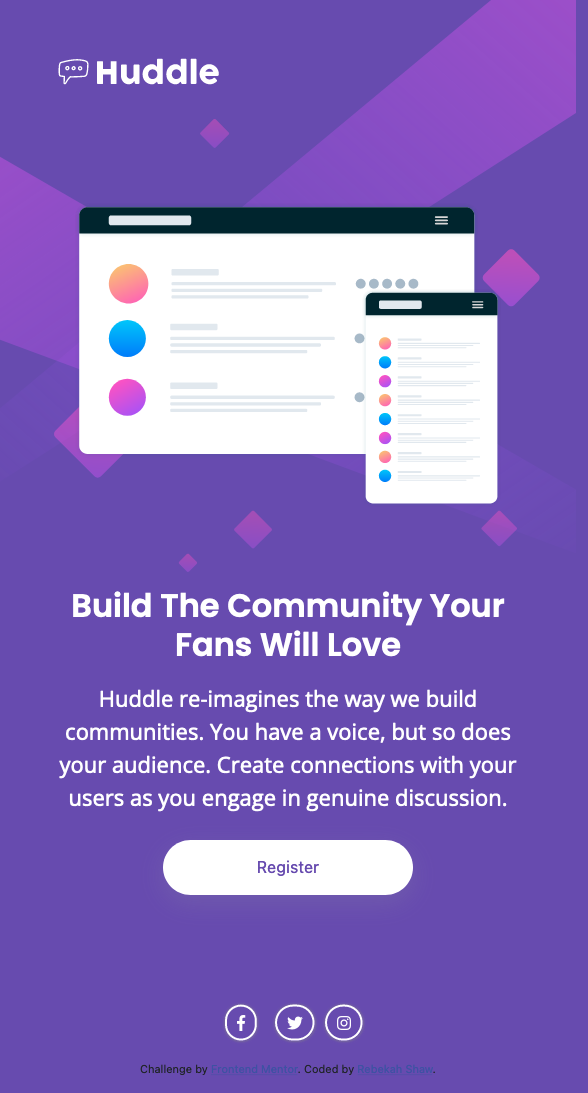 Huddle
Build The Community Your
Fans Will Love
Huddle re-imagines the way we build
communities. You have a voice, but so does
your audience. Create connections with your
users as you engage in genuine discussion.
Register
Challenge by Frontend Mentor. Coded by Rebekah Shaw.